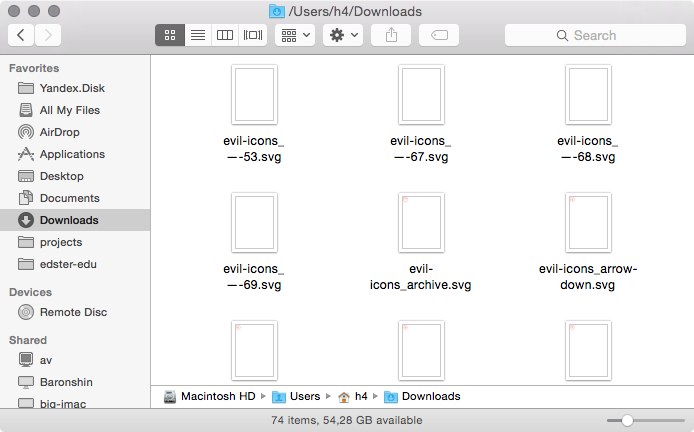 /Users/h4/Downloads
Search
Favorites
Yandex.Disk
All My Files
AirDrop
Applications
Desktop
Documents
Downloads
projects
edster-edu
Devices
Remote Disc
Shared
av
Baronshin
big-imac
evil-icons_
—-53.svg
evil-icons_
—-67.svg
evil-icons_
—-68.svg
evil-icons_
—-69.svg
evil-
icons_archive.svg
evil-icons_arrow-
down.svg
Macintosh HD ▸ Users ▸ h4 ▸ Downloads
74 items, 54,28 GB available